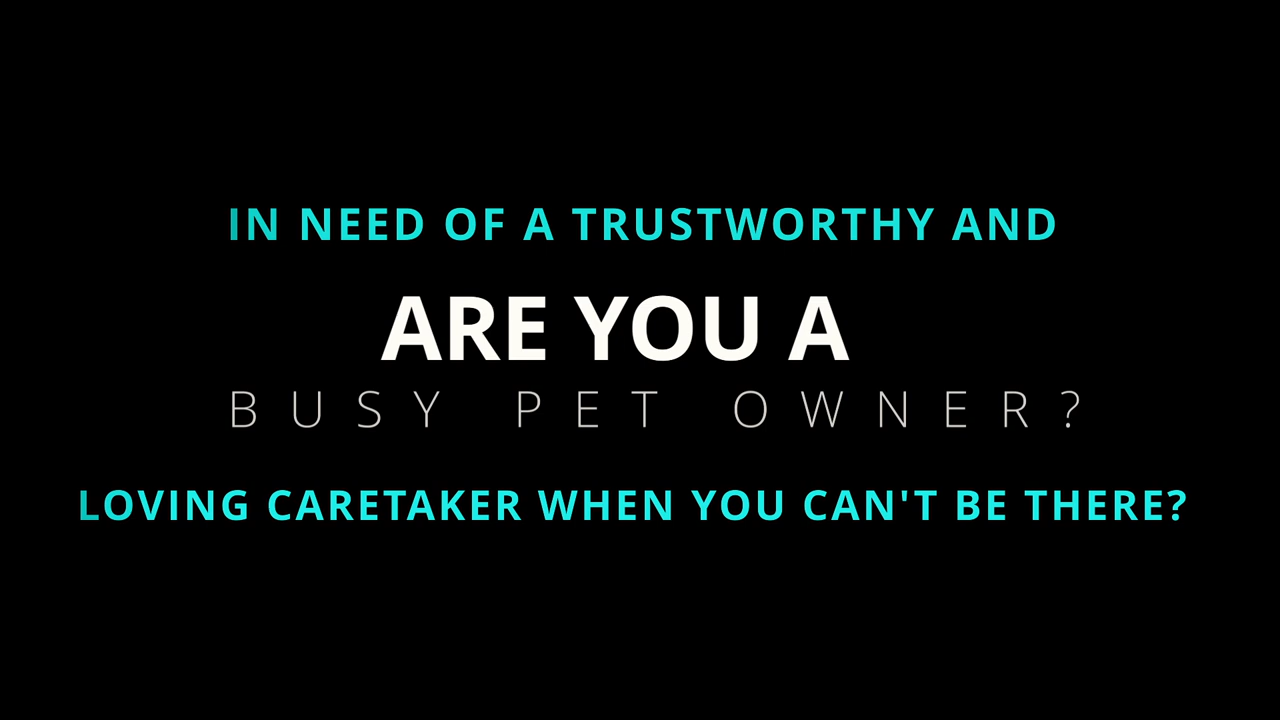 IN NEED OF A TRUSTWORTHY AND
ARE YOU A
BUSY PET OWNER?
LOVING CARETAKER WHEN YOU CAN'T BE THERE?